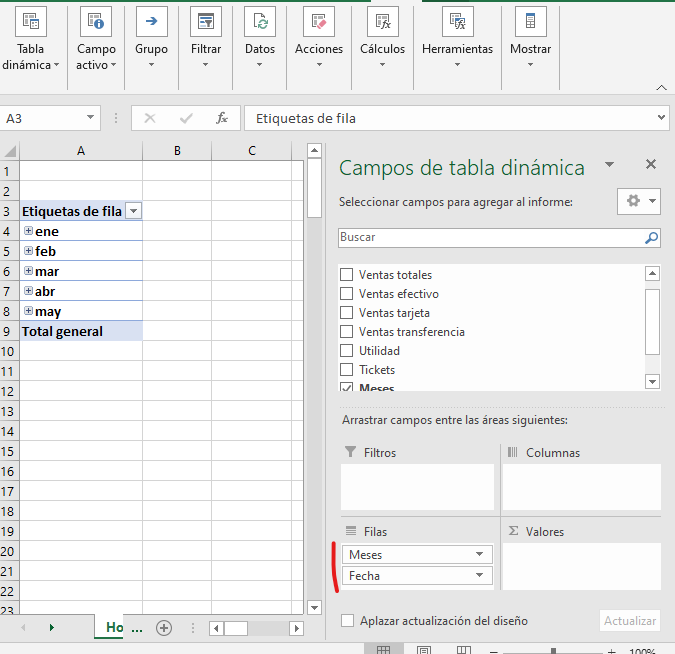 Tabla dinámica
Campo activo
Grupo
Filtrar
Datos
Acciones
Cálculos
Herramientas
Mostrar
A3
fx
Etiquetas de fila
A B C
1
2
3 Etiquetas de fila
4 ene
5 feb
6 mar
7 abr
8 may
9 Total general
10
11
12
13
14
15
16
17
18
19
20
21
22
23
Ho ...
Campos de tabla dinámica
Seleccionar campos para agregar al informe:
Buscar
Ventas totales
Ventas efectivo
Ventas tarjeta
Ventas transferencia
Utilidad
Tickets
Meses
Arrastrar campos entre las áreas siguientes:
Filtros
Columnas
Filas
Σ Valores
Meses
Fecha
Aplazar actualización del diseño
Actualizar
100%